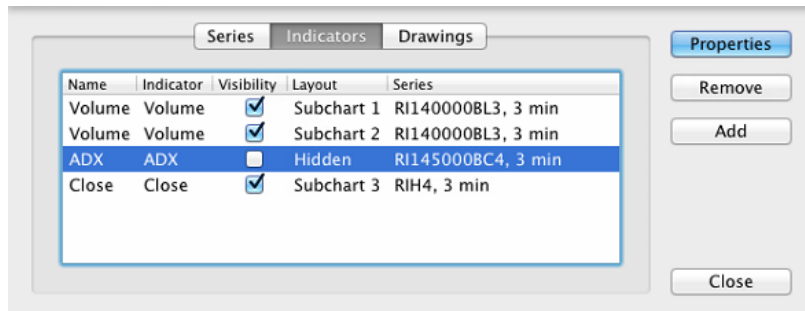 Series Indicators Drawings
Properties
Remove
Add
Name Indicator Visibility Layout Series
Volume Volume Subchart 1 RI140000BL3, 3 min
Volume Volume Subchart 2 RI140000BL3, 3 min
ADX ADX Hidden RI145000BC4, 3 min
Close Close Subchart 3 RIH4, 3 min
Close